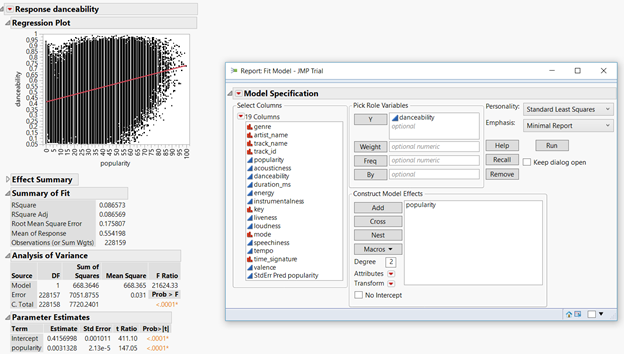 Response danceability
Regression Plot
1
0.95
0.9
0.85
0.8
0.75
0.7
0.65
0.6
0.55
0.5
0.45
0.4
0.35
0.3
0.25
0.2
0.15
0.1
0.05
danceability
0 5 10 15 20 25 30 35 40 45 50 55 60 65 70 75 80 85 90 95 100
popularity
Effect Summary
Summary of Fit
RSquare 0.086573
RSquare Adj 0.086569
Root Mean Square Error 0.175807
Mean of Response 0.554198
Observations (or Sum Wgts) 228159
Analysis of Variance
Sum of
Source DF Squares Mean Square F Ratio
Model 1 668.3646 668.365 21624.33
Error 228157 7051.8755 0.031 Prob > F
C. Total 228158 7720.2401 <.0001*
Parameter Estimates
Term Estimate Std Error t Ratio Prob>|t|
Intercept 0.4156998 0.001011 411.10 <.0001*
popularity 0.0031328 2.13e-5 147.05 <.0001*
Report: Fit Model - JMP Trial
Model Specification
Select Columns
19 Columns
genre
artist_name
track_name
track_id
popularity
acousticness
danceability
duration_ms
energy
instrumentalness
key
liveness
loudness
mode
speechiness
tempo
time_signature
valence
StdErr Pred popularity
Pick Role Variables
Y danceability
optional
Weight optional numeric
Freq optional numeric
By optional
Personality: Standard Least Squares
Emphasis: Minimal Report
Help Run
Recall Keep dialog open
Remove
Construct Model Effects
Add popularity
Cross
Nest
Macros
Degree 2
Attributes
Transform
No Intercept